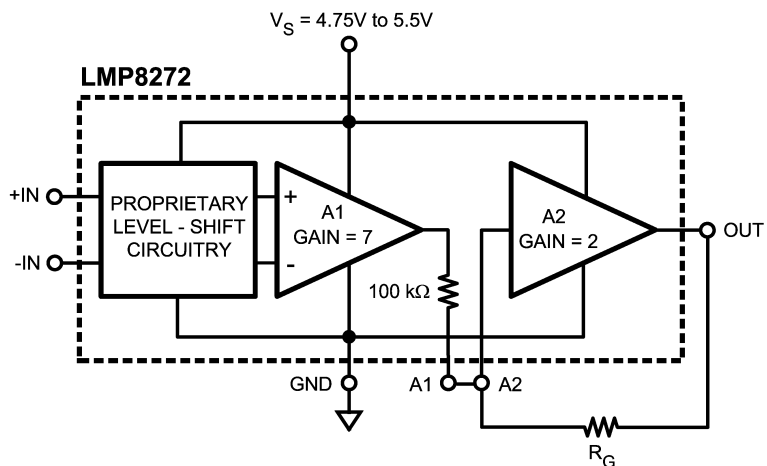 V_S = 4.75V to 5.5V
LMP8272
+IN
-IN
PROPRIETARY
LEVEL - SHIFT
CIRCUITRY
+
-
A1
GAIN = 7
A2
GAIN = 2
OUT
100 kΩ
GND
A1
A2
R_G